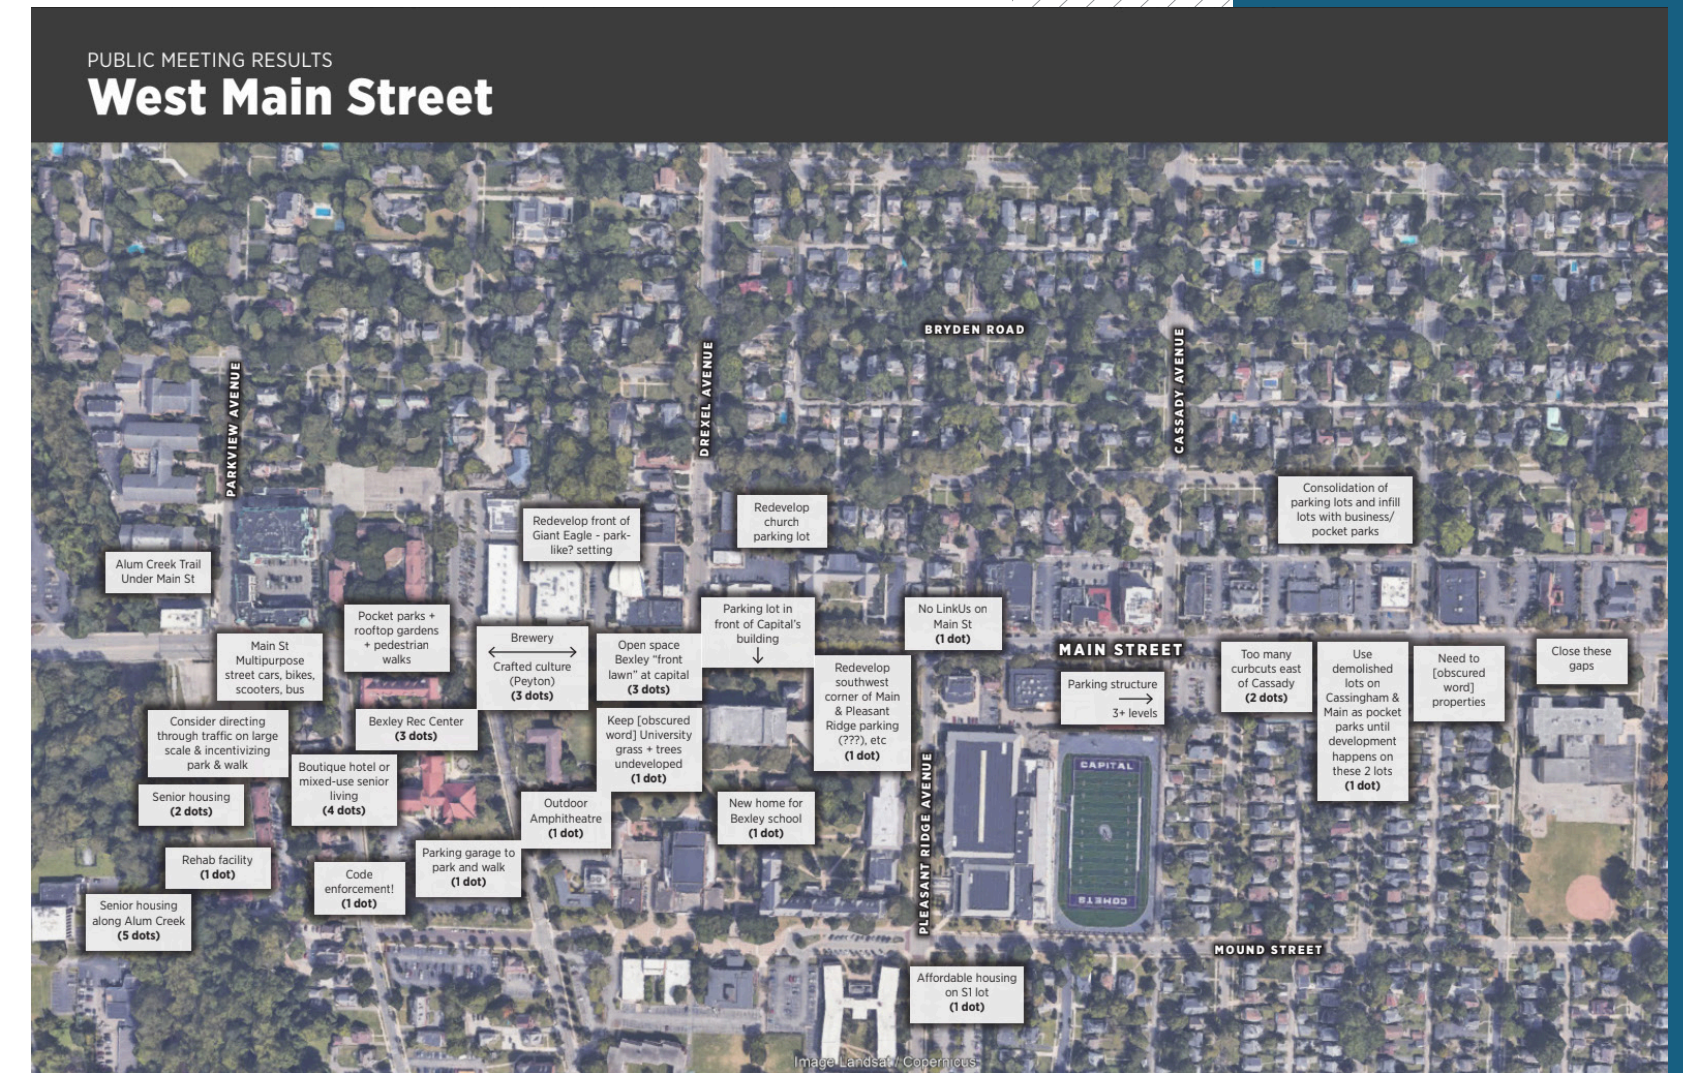 PUBLIC MEETING RESULTS
West Main Street
BRYDEN ROAD
PARKVIEW AVENUE
DREXEL AVENUE
CASSADY AVENUE
Consolidation of
parking lots and infill
lots with business/
pocket parks
Redevelop front of
Giant Eagle - park-
like? setting
Redevelop
church
parking lot
Alum Creek Trail
Under Main St
Pocket parks +
rooftop gardens
+ pedestrian
walks
Main St
Multipurpose
street cars, bikes,
scooters, bus
Brewery
Crafted culture
(Peyton)
(3 dots)
Open space
Bexley “front
lawn” at capital
(3 dots)
Parking lot in
front of Capital’s
building
No LinkUs on
Main St
(1 dot)
MAIN STREET
Redevelop
southwest
corner of Main
& Pleasant
Ridge parking
(???), etc
(1 dot)
Parking structure
3+ levels
Too many
curbcuts east
of Cassady
(2 dots)
Use
demolished
lots on
Cassingham &
Main as pocket
parks until
development
happens on
these 2 lots
(1 dot)
Need to
[obscured
word]
properties
Close these
gaps
Consider directing
through traffic on large
scale & incentivizing
park & walk
Bexley Rec Center
(3 dots)
Keep [obscured
word] University
grass + trees
undeveloped
(1 dot)
Boutique hotel or
mixed-use senior
living
(4 dots)
Senior housing
(2 dots)
Outdoor
Amphitheatre
(1 dot)
New home for
Bexley school
(1 dot)
CAPITAL
COMETS
PLEASANT RIDGE AVENUE
Rehab facility
(1 dot)
Code
enforcement!
(1 dot)
Parking garage to
park and walk
(1 dot)
Senior housing
along Alum Creek
(5 dots)
MOUND STREET
Affordable housing
on S1 lot
(1 dot)
Image Landsat / Copernicus